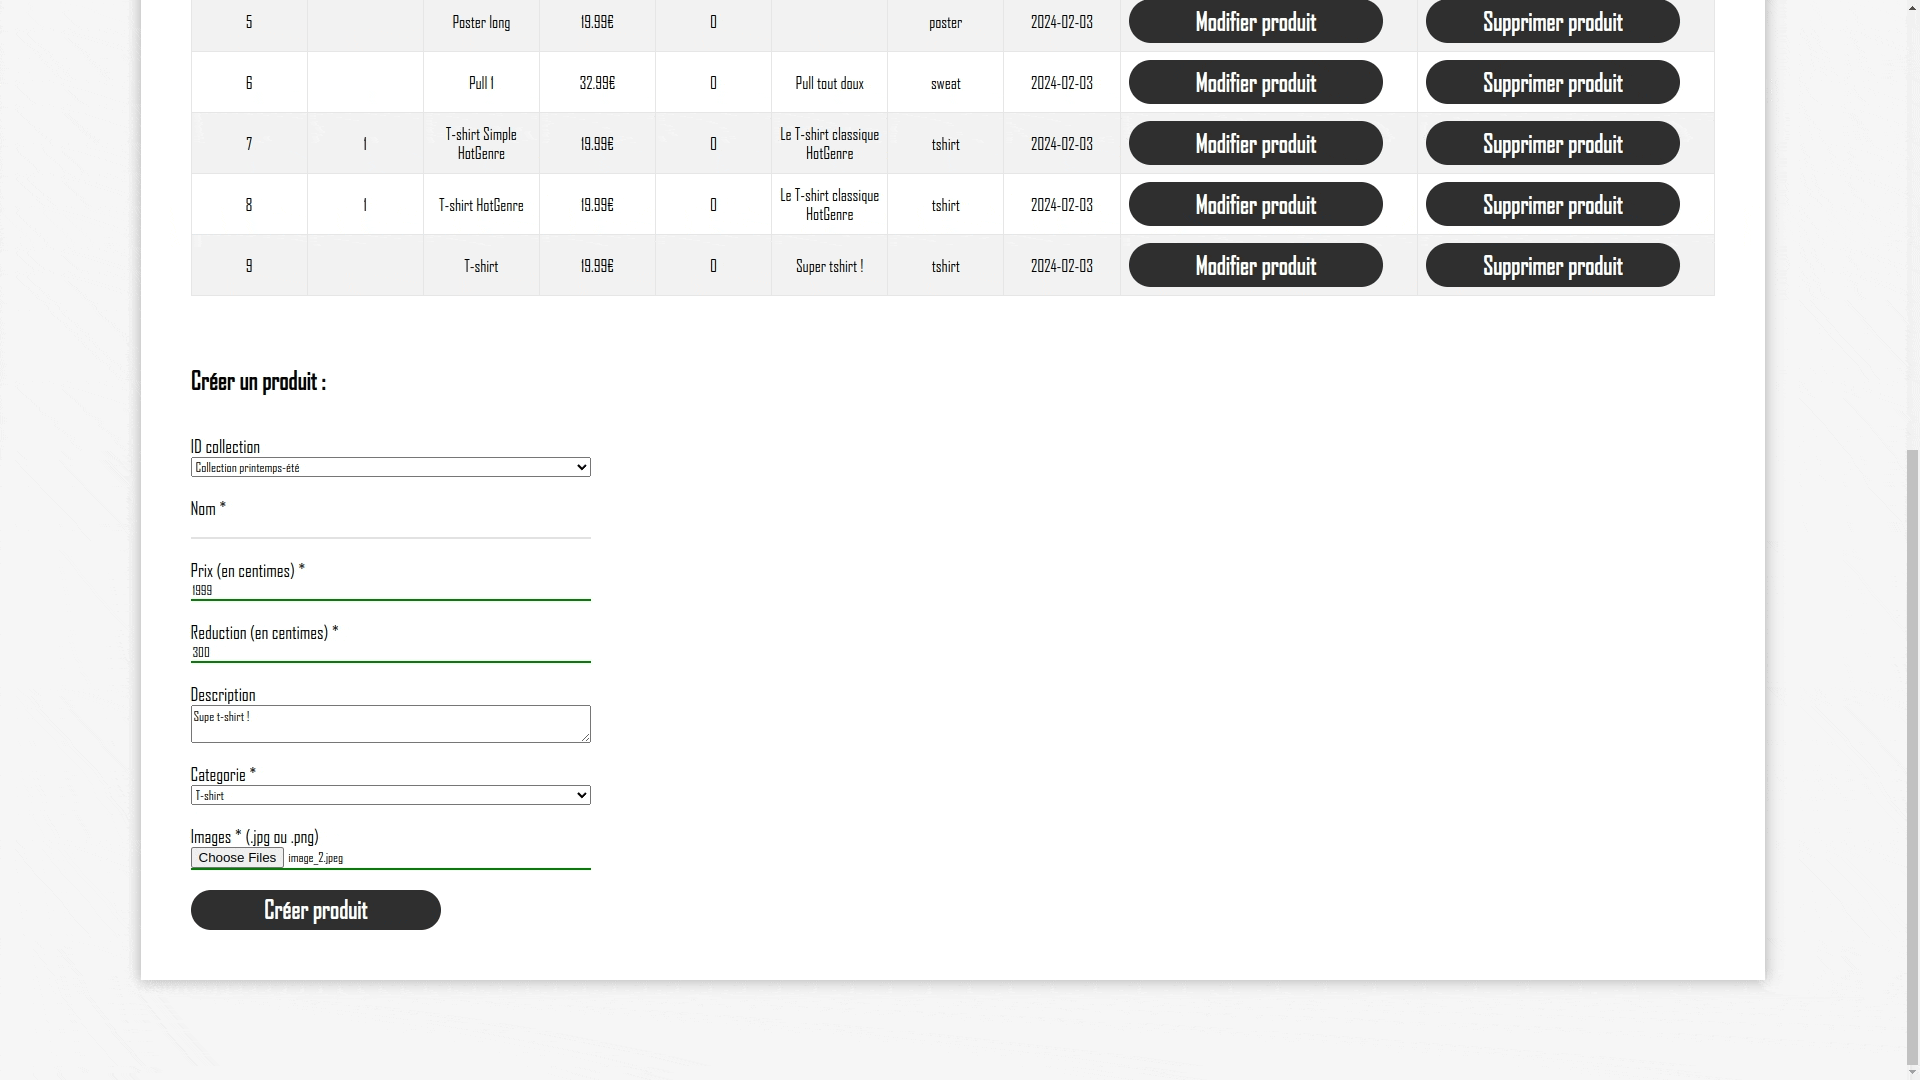 5 Poster long 19.99€ 0 poster 2024-02-03 Modifier produit Supprimer produit
6 Pull 1 32.99€ 0 Pull tout doux sweat 2024-02-03 Modifier produit Supprimer produit
7 1 T-shirt Simple HotGenre 19.99€ 0 Le T-shirt classique HotGenre tshirt 2024-02-03 Modifier produit Supprimer produit
8 1 T-shirt HotGenre 19.99€ 0 Le T-shirt classique HotGenre tshirt 2024-02-03 Modifier produit Supprimer produit
9 T-shirt 19.99€ 0 Super tshirt ! tshirt 2024-02-03 Modifier produit Supprimer produit
Créer un produit :
ID collection
Collection printemps-été
Nom *
Prix (en centimes) *
1999
Reduction (en centimes) *
300
Description
Supe t-shirt !
Categorie *
T-shirt
Images * (.jpg ou .png)
Choose Files image_2.jpeg
Créer produit